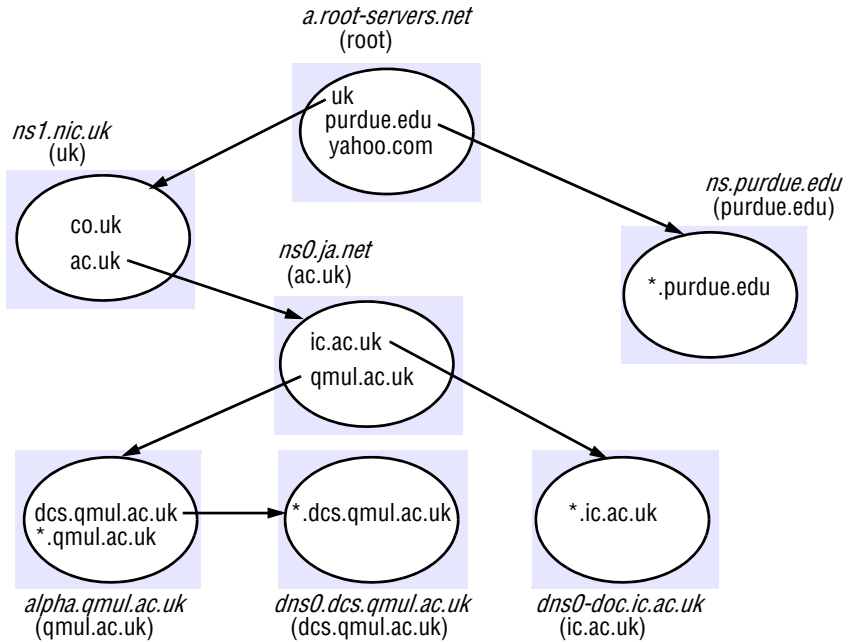 a.root-servers.net
(root)
uk
purdue.edu
yahoo.com
ns1.nic.uk
(uk)
co.uk
ac.uk
ns.purdue.edu
(purdue.edu)
*.purdue.edu
ns0.ja.net
(ac.uk)
ic.ac.uk
qmul.ac.uk
dcs.qmul.ac.uk
*.qmul.ac.uk
alpha.qmul.ac.uk
(qmul.ac.uk)
*.dcs.qmul.ac.uk
dns0.dcs.qmul.ac.uk
(dcs.qmul.ac.uk)
*.ic.ac.uk
dns0-doc.ic.ac.uk
(ic.ac.uk)